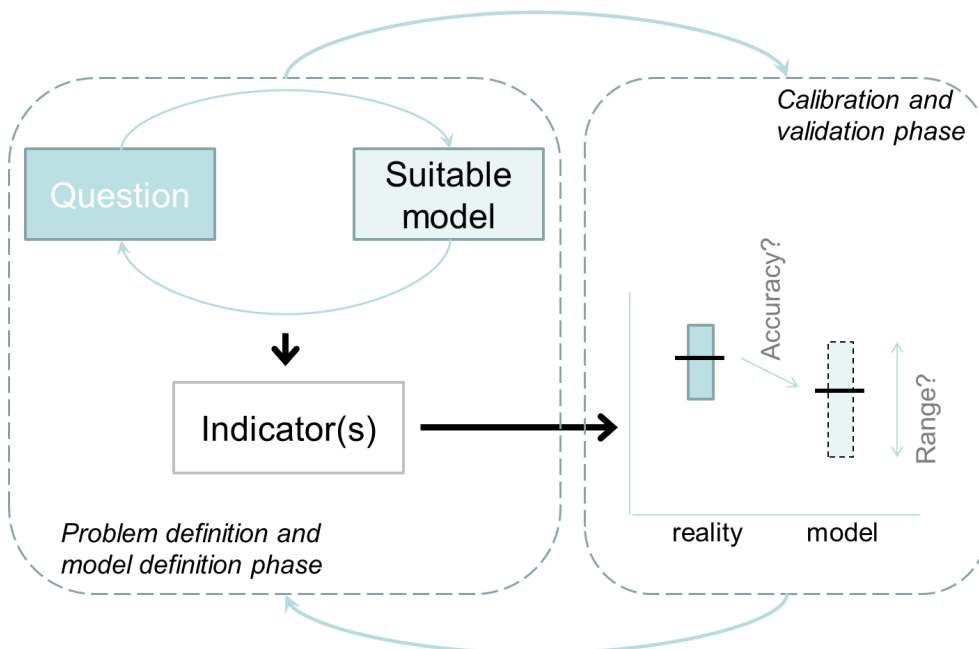 Calibration and
validation phase
Question
Suitable
model
Accuracy?
Range?
Indicator(s)
reality
model
Problem definition and
model definition phase